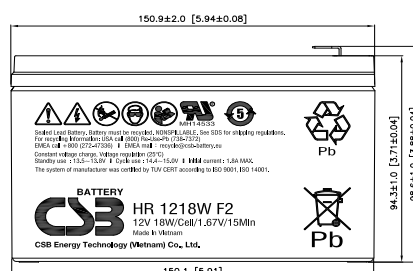 150.9±2.0 [5.94±0.08]
MH14533
5
Sealed Lead Battery, Battery must be recycled, NONSPILLABLE, See SDS for shipping regulations.
For recycling information: USA call (800) Re-Use-Pb (738-7372)
EMEA call +800 (272-47336) EMEA mail : recycle@csb-battery.eu
Constant voltage charge, Voltage regulation (25°C)
Standby use : 13.5~13.8V Cycle use : 14.4~15.0V Initial current : 1.8A MAX.
The system of manufacturer was certified by TUV CERT according to ISO 9001, ISO 14001.
Pb
94.3±1.0 [3.71±0.04]
BATTERY
CSB
HR 1218W F2
12V 18W/Cell/1.67V/15Min
Made in Vietnam
CSB Energy Technology (Vietnam) Co., Ltd.
Pb